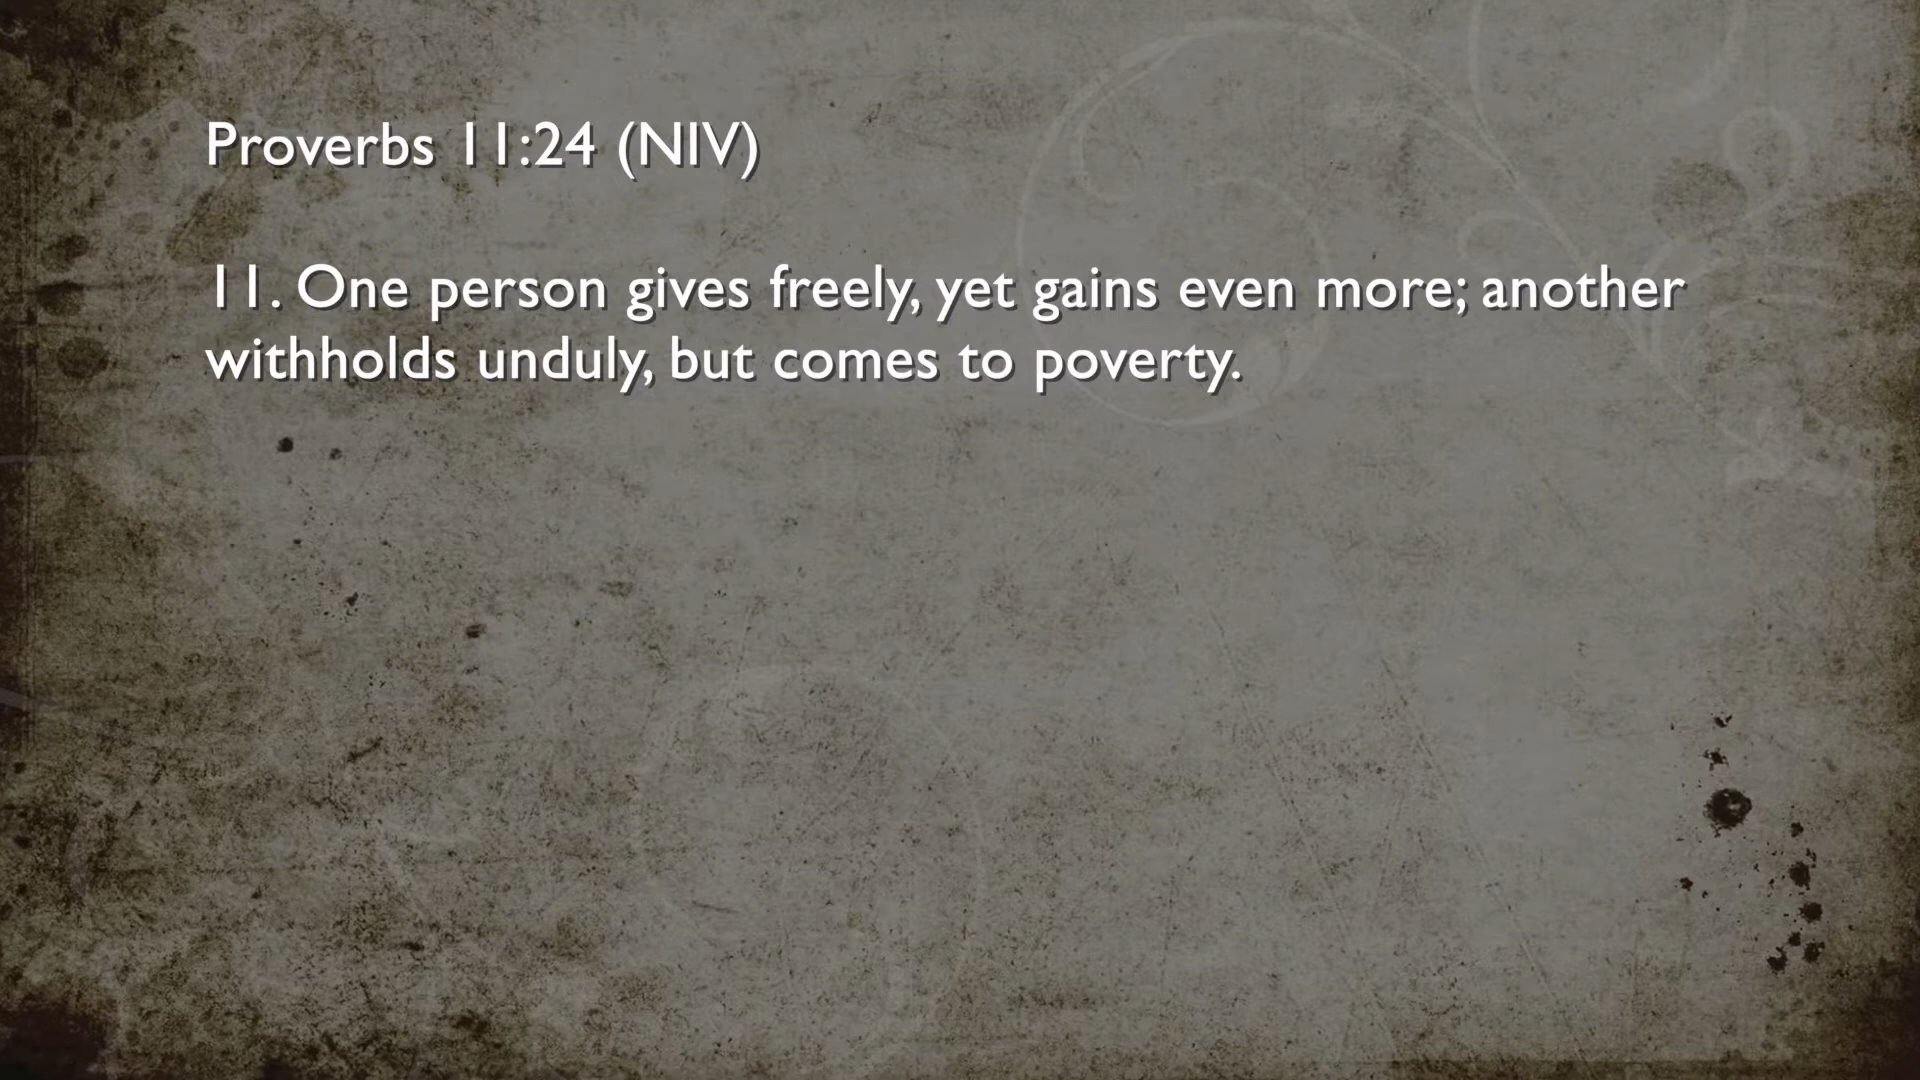 Proverbs 11:24 (NIV)
11. One person gives freely, yet gains even more; another
withholds unduly, but comes to poverty.